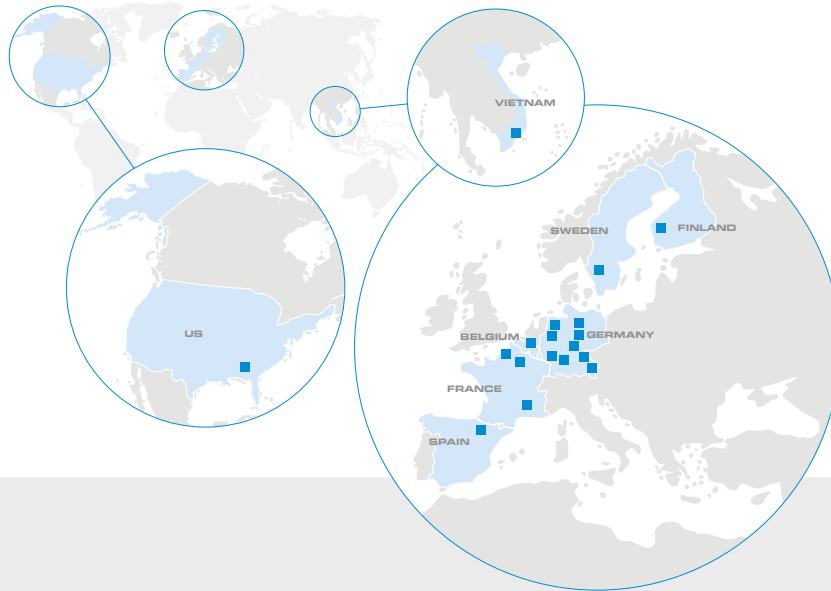 VIETNAM
SWEDEN
FINLAND
US
BELGIUM
GERMANY
FRANCE
SPAIN